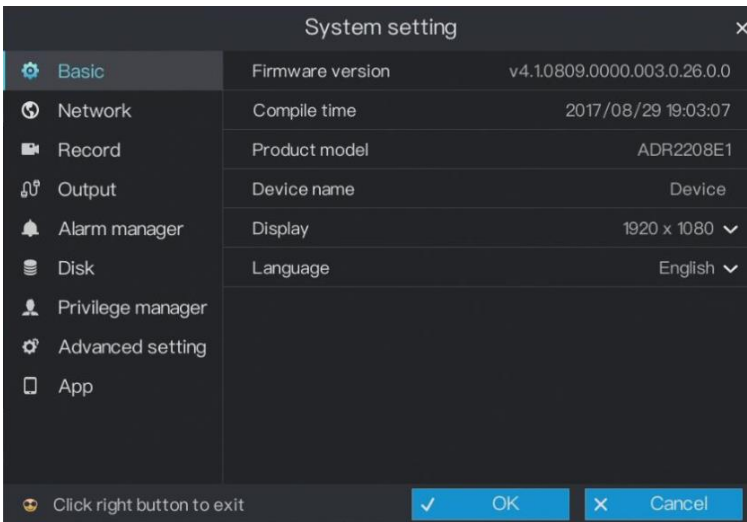 System setting
Basic
Firmware version v4.1.0809.0000.003.0.26.0.0
Network
Compile time 2017/08/29 19:03:07
Record
Product model ADR2208E1
Output
Device name Device
Alarm manager
Display 1920 x 1080
Disk
Language English
Privilege manager
Advanced setting
App
Click right button to exit
OK
Cancel